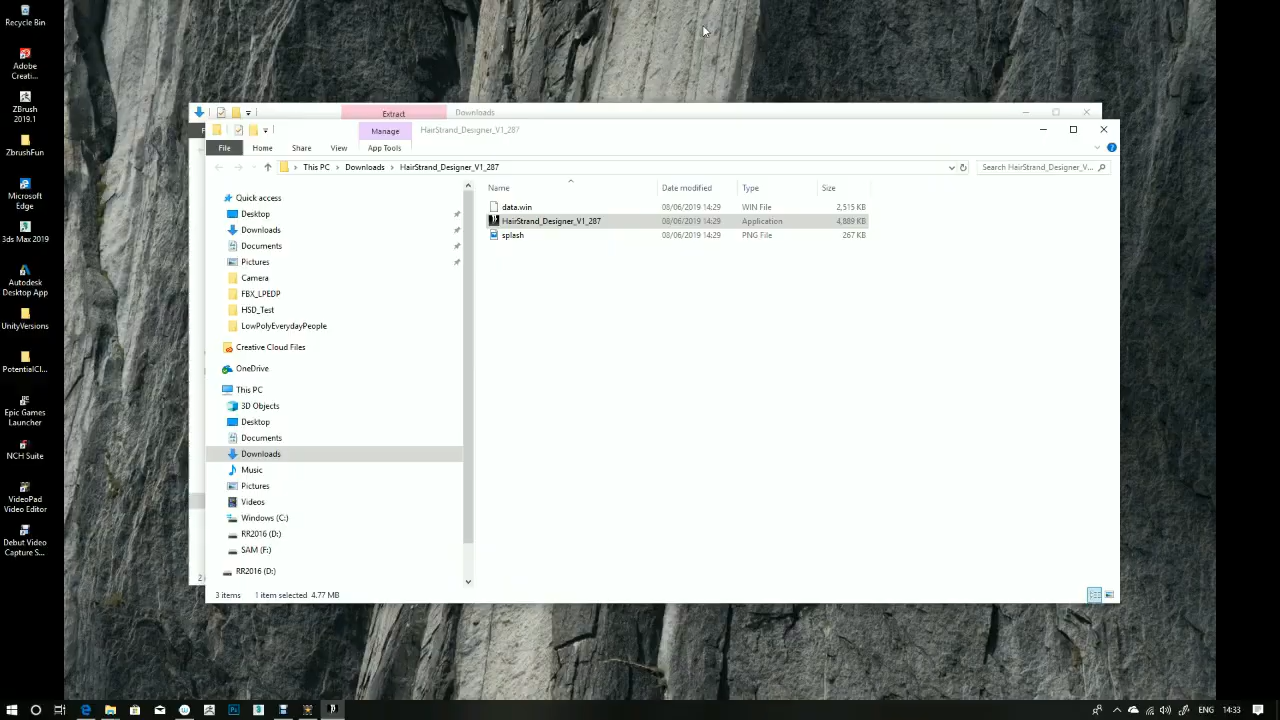 Recycle Bin
Adobe
Creati...
ZBrush
2019.1
ZbrushFun
Microsoft
Edge
3ds Max 2019
Autodesk
Desktop App
UnityVersions
PotentialCl...
Epic Games
Launcher
NCH Suite
VideoPad
Video Editor
Debut Video
Capture S...
Extract
Downloads
Manage
HairStrand_Designer_V1_287
File
Home
Share
View
App Tools
This PC
Downloads
HairStrand_Designer_V1_287
Search HairStrand_Designer_V...
Name
Date modified
Type
Size
data.win
08/06/2019 14:29
WIN File
2,515 KB
HairStrand_Designer_V1_287
08/06/2019 14:29
Application
4,889 KB
splash
08/06/2019 14:29
PNG File
267 KB
Quick access
Desktop
Downloads
Documents
Pictures
Camera
FBX_LPEDP
HSD_Test
LowPolyEverydayPeople
Creative Cloud Files
OneDrive
This PC
3D Objects
Desktop
Documents
Downloads
Music
Pictures
Videos
Windows (C:)
RR2016 (D:)
SAM (F:)
RR2016 (D:)
3 items
1 item selected 4.77 MB
ENG
14:33